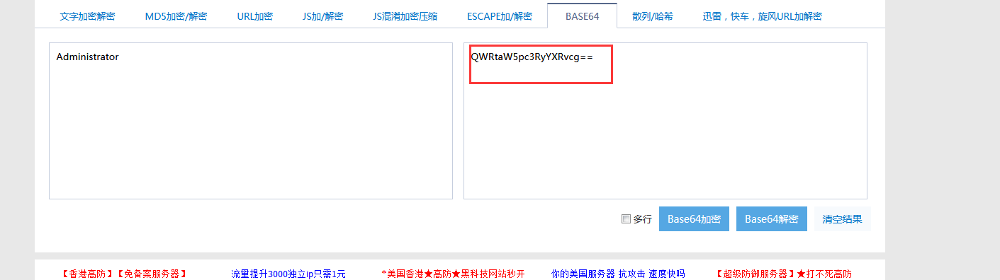 文字加密解密 MD5加密/解密 URL加密 JS加/解密 JS混淆加密压缩 ESCAPE加/解密 BASE64 散列/哈希 迅雷，快车，旋风URL加解密
Administrator QWRtaW5pc3RyYXRvcg==
多行 Base64加密 Base64解密 清空结果
【香港高防】【免备案服务器】 流量提升3000独立ip只需1元 *美国香港★高防★黑科技网站秒开 你的美国服务器 抗攻击 速度快吗 【超级防御服务器】★打不死高防